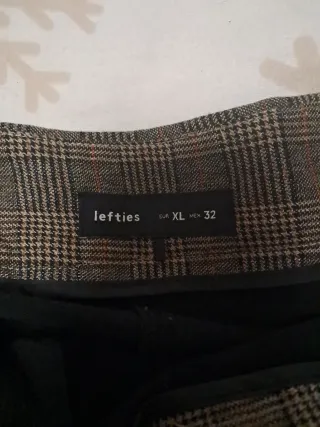 lefties EUR XL MEX 32